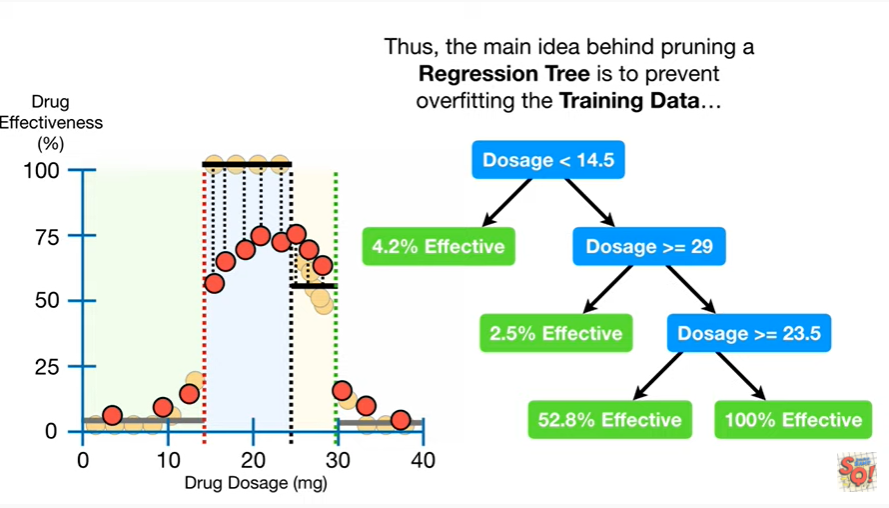 Thus, the main idea behind pruning a
Regression Tree is to prevent
overfitting the Training Data…
Drug
Effectiveness
(%)
100
75
50
25
0
0 10 20 30 40
Drug Dosage (mg)
Dosage < 14.5
4.2% Effective
Dosage >= 29
2.5% Effective
Dosage >= 23.5
52.8% Effective
100% Effective
SQ!